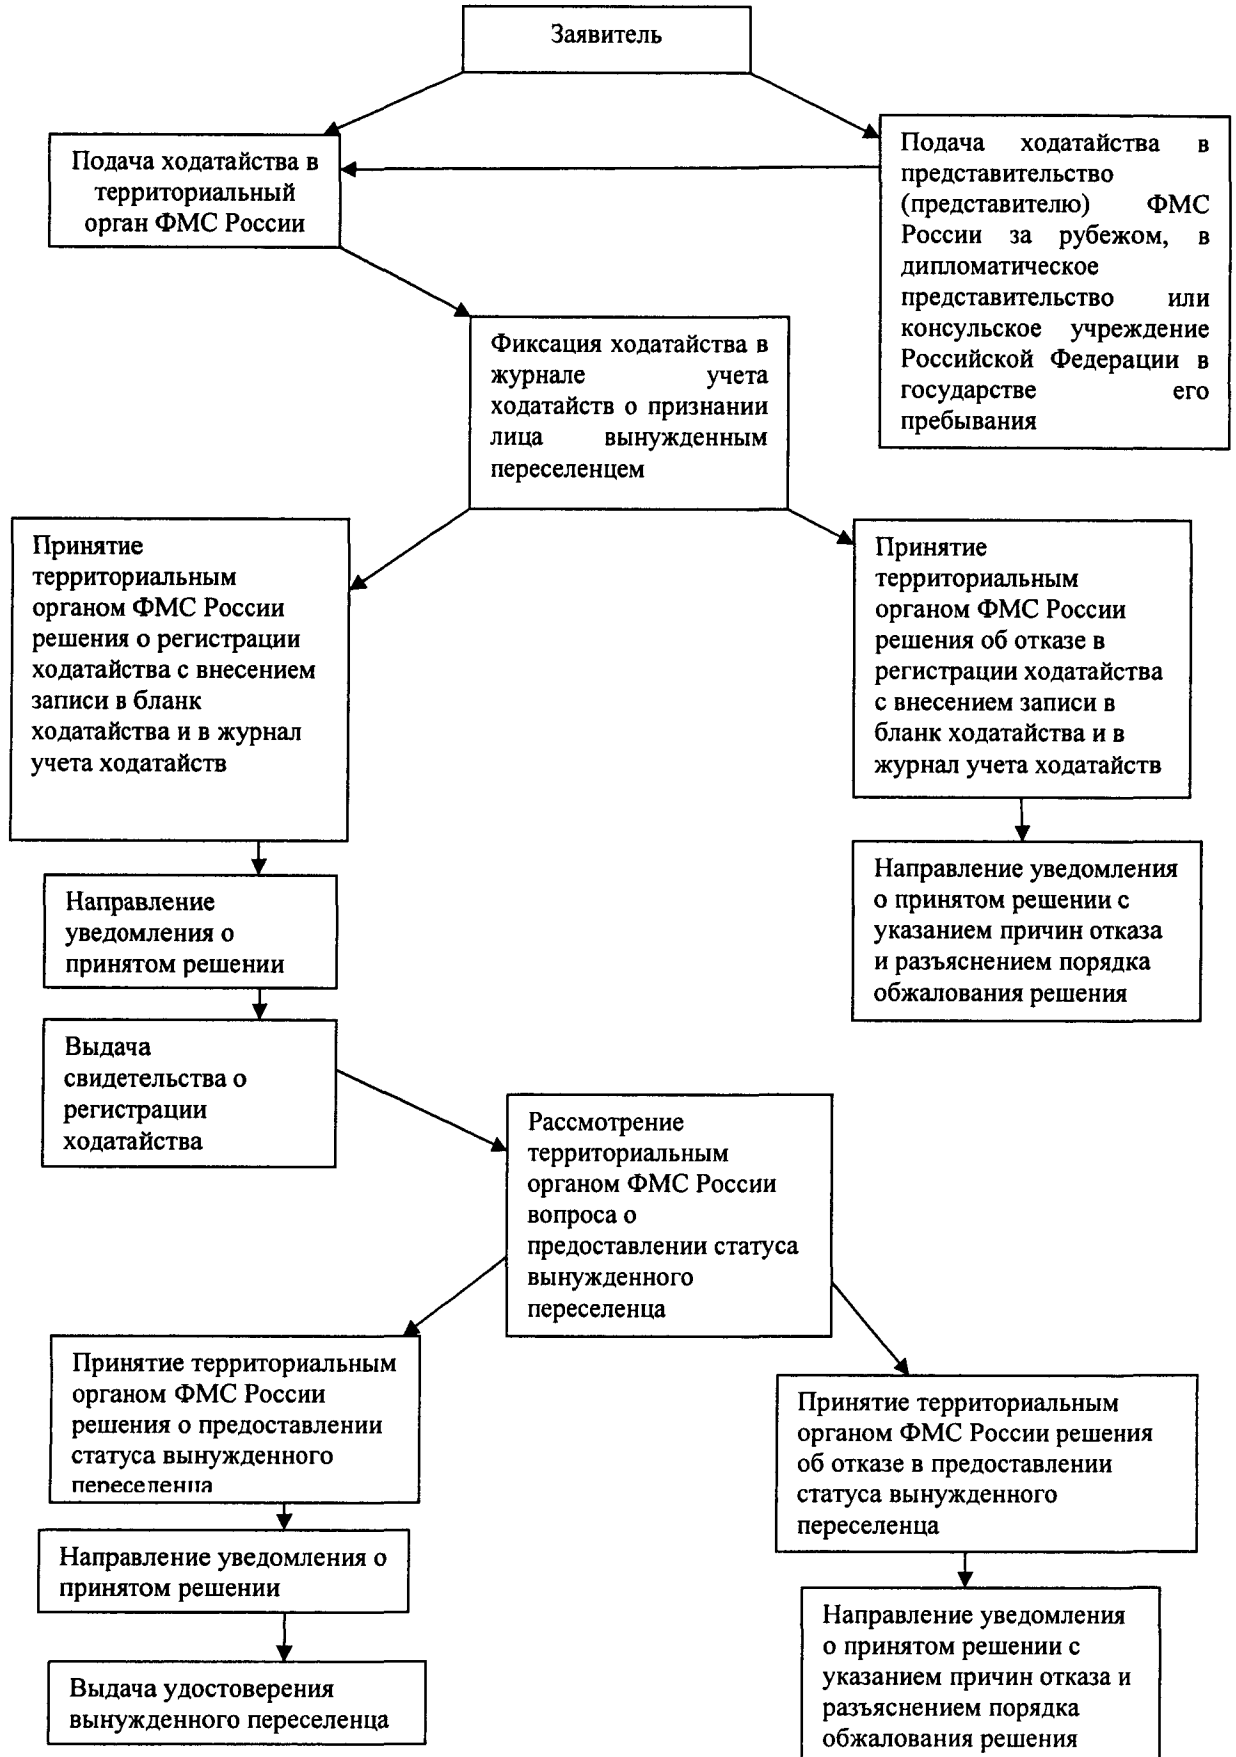 Заявитель
Подача ходатайства в
территориальный
орган ФМС России
Подача ходатайства в
представительство
(представителю) ФМС
России за рубежом, в
дипломатическое
представительство или
консульское учреждение
Российской Федерации в
государстве его
пребывания
Фиксация ходатайства в
журнале учета
ходатайств о признании
лица вынужденным
переселенцем
Принятие
территориальным
органом ФМС России
решения о регистрации
ходатайства с внесением
записи в бланк
ходатайства и в журнал
учета ходатайств
Принятие
территориальным
органом ФМС России
решения об отказе в
регистрации ходатайства
с внесением записи в
бланк ходатайства и в
журнал учета ходатайств
Направление
уведомления о
принятом решении
Направление уведомления
о принятом решении с
указанием причин отказа
и разъяснением порядка
обжалования решения
Выдача
свидетельства о
регистрации
ходатайства
Рассмотрение
территориальным
органом ФМС России
вопроса о
предоставлении статуса
вынужденного
переселенца
Принятие территориальным
органом ФМС России
решения о предоставлении
статуса вынужденного
переселенца
Принятие территориальным
органом ФМС России решения
об отказе в предоставлении
статуса вынужденного
переселенца
Направление уведомления о
принятом решении
Направление уведомления
о принятом решении с
указанием причин отказа и
разъяснением порядка
обжалования решения
Выдача удостоверения
вынужденного переселенца